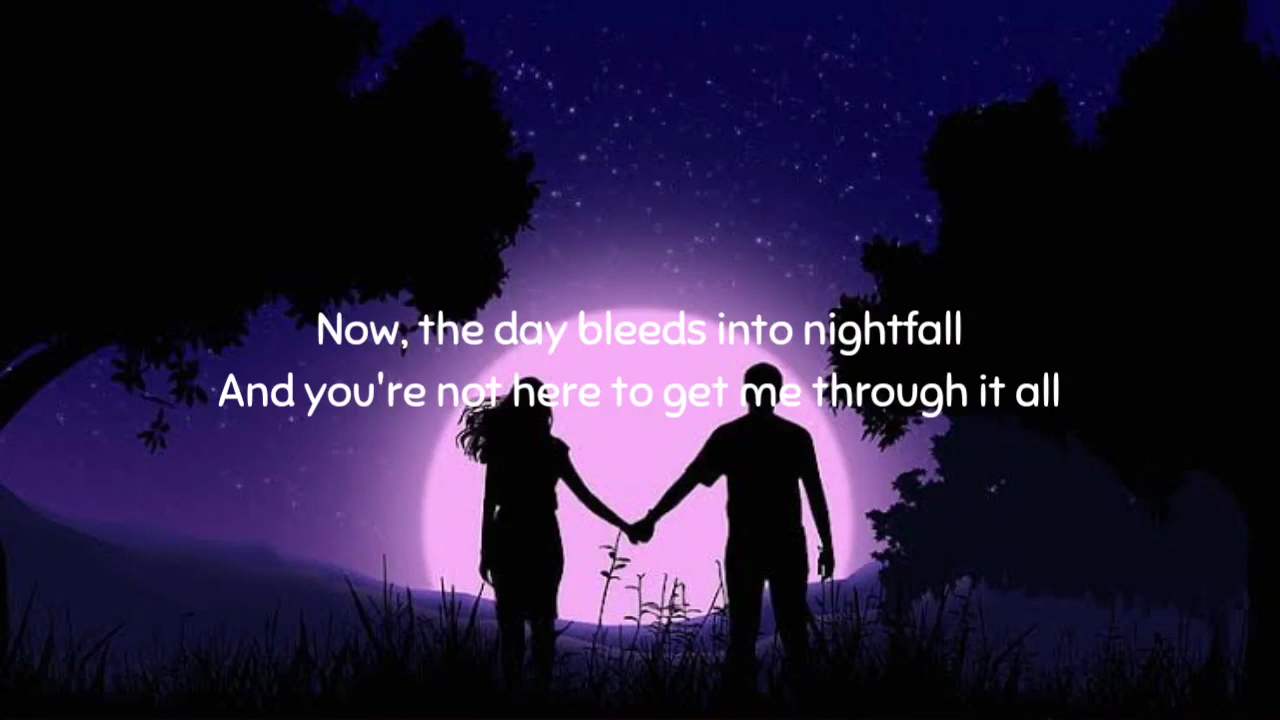 Now, the day bleeds into nightfall
And you're not here to get me through it all